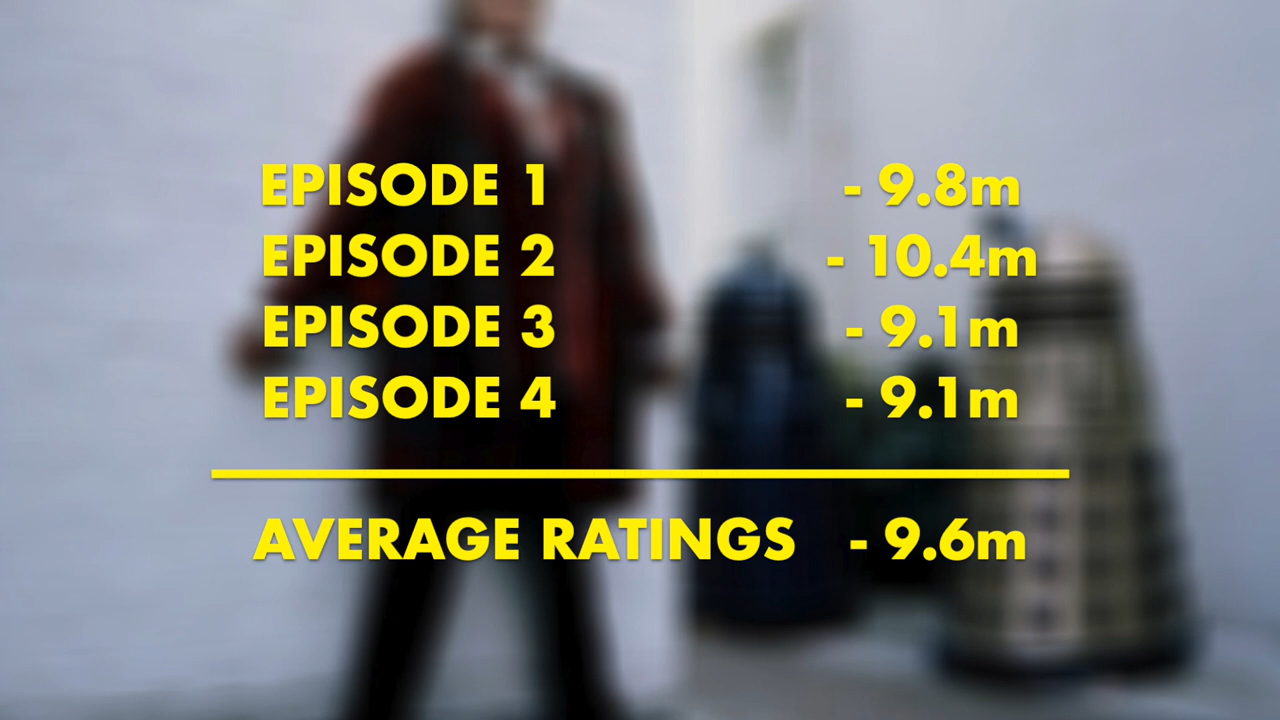 EPISODE 1 - 9.8m
EPISODE 2 - 10.4m
EPISODE 3 - 9.1m
EPISODE 4 - 9.1m
AVERAGE RATINGS - 9.6m